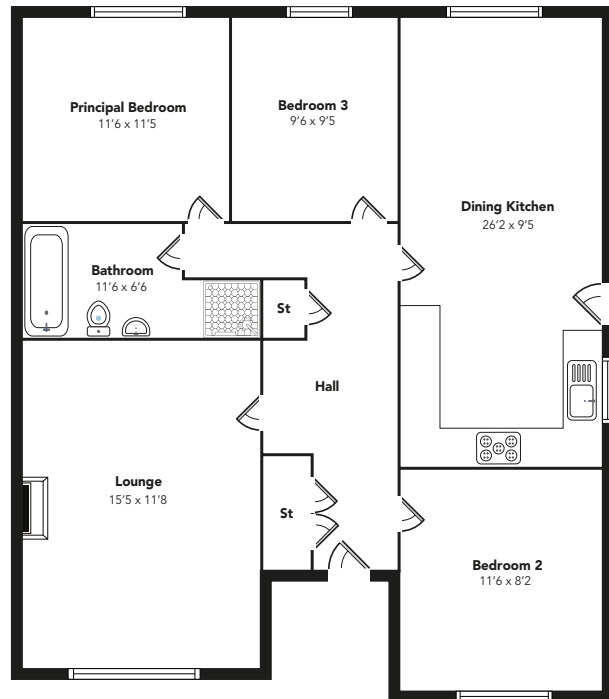 Principal Bedroom
11'6 x 11'5
Bedroom 3
9'6 x 9'5
Dining Kitchen
26'2 x 9'5
Bathroom
11'6 x 6'6
St
Hall
Lounge
15'5 x 11'8
St
Bedroom 2
11'6 x 8'2